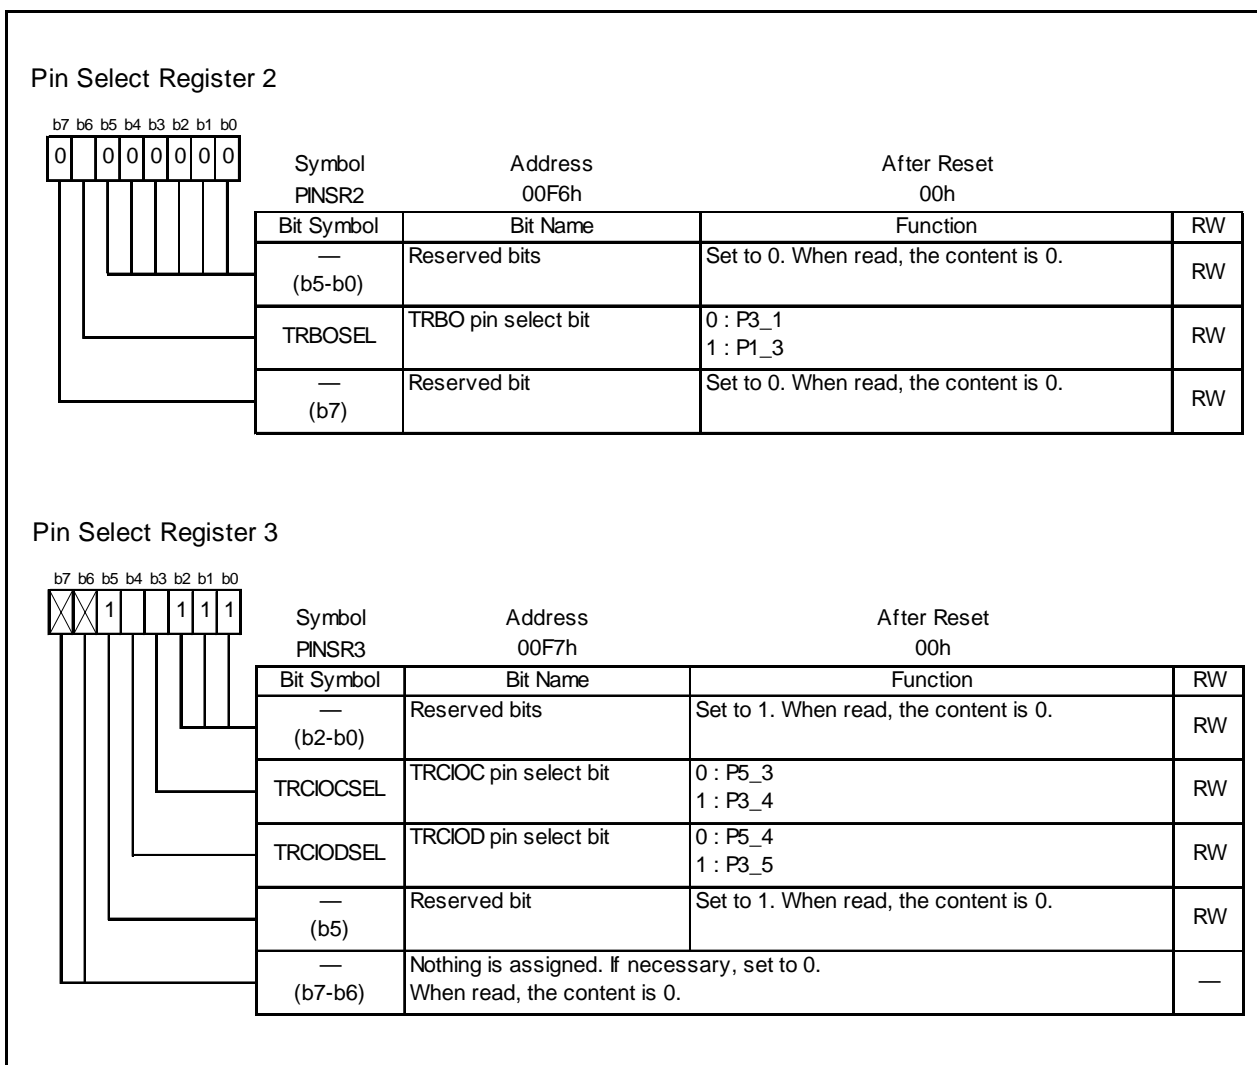 Pin Select Register 2
b7 b6 b5 b4 b3 b2 b1 b0
0 0 0 0 0 0 0
Symbol Address After Reset
PINSR2 00F6h 00h
Bit Symbol Bit Name Function RW
— Reserved bits Set to 0. When read, the content is 0. RW
(b5-b0)
TRBOSEL TRBO pin select bit 0 : P3_1 RW
1 : P1_3
— Reserved bit Set to 0. When read, the content is 0. RW
(b7)
Pin Select Register 3
b7 b6 b5 b4 b3 b2 b1 b0
1 1 1 1
Symbol Address After Reset
PINSR3 00F7h 00h
Bit Symbol Bit Name Function RW
— Reserved bits Set to 1. When read, the content is 0. RW
(b2-b0)
TRCIOCSEL TRCIOC pin select bit 0 : P5_3 RW
1 : P3_4
TRCIODSEL TRCIOD pin select bit 0 : P5_4 RW
1 : P3_5
— Reserved bit Set to 1. When read, the content is 0. RW
(b5)
— Nothing is assigned. If necessary, set to 0. —
(b7-b6) When read, the content is 0.